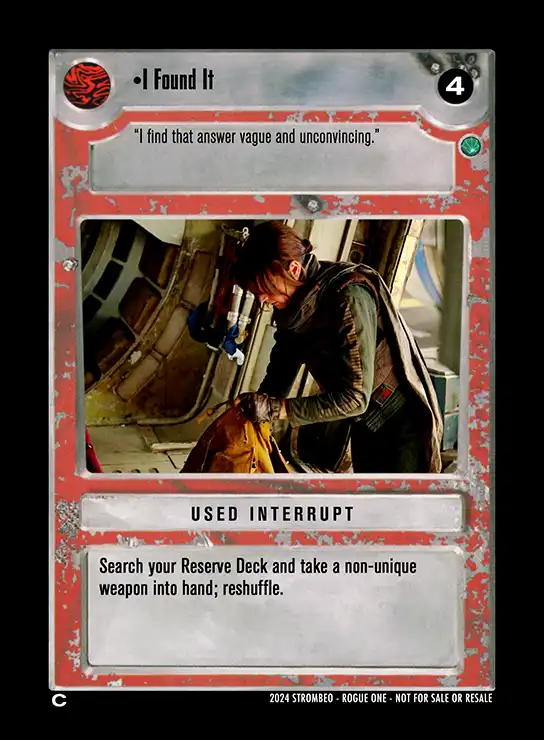 •I Found It
4
“I find that answer vague and unconvincing.”
USED INTERRUPT
Search your Reserve Deck and take a non-unique
weapon into hand; reshuffle.
C
2024 STROMBEO - ROGUE ONE - NOT FOR SALE OR RESALE